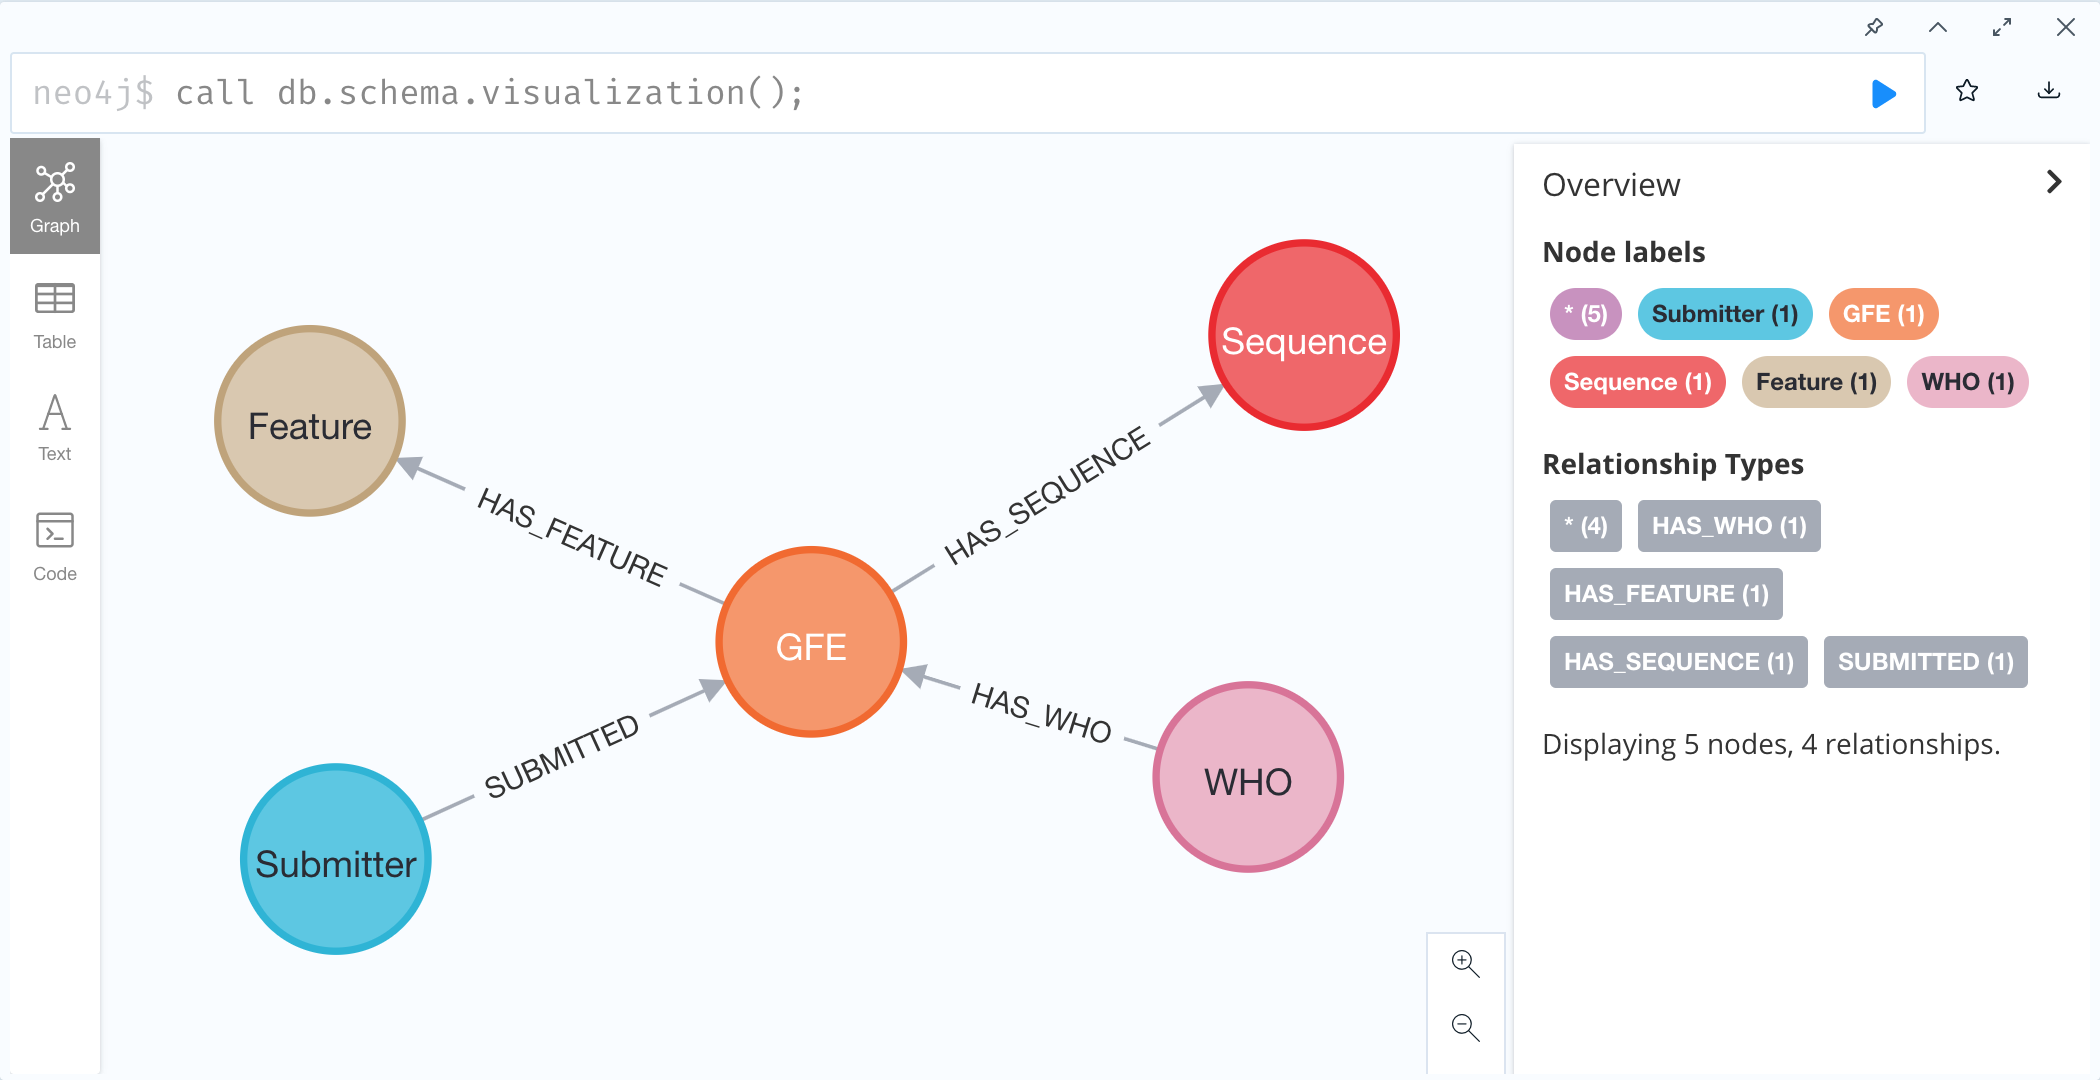 neo4j$ call db.schema.visualization();
Graph
Table
Text
Code
Feature
Sequence
HAS_FEATURE
HAS_SEQUENCE
GFE
SUBMITTED
HAS_WHO
WHO
Submitter
Overview
Node labels
* (5) Submitter (1) GFE (1)
Sequence (1) Feature (1) WHO (1)
Relationship Types
* (4) HAS_WHO (1)
HAS_FEATURE (1)
HAS_SEQUENCE (1) SUBMITTED (1)
Displaying 5 nodes, 4 relationships.